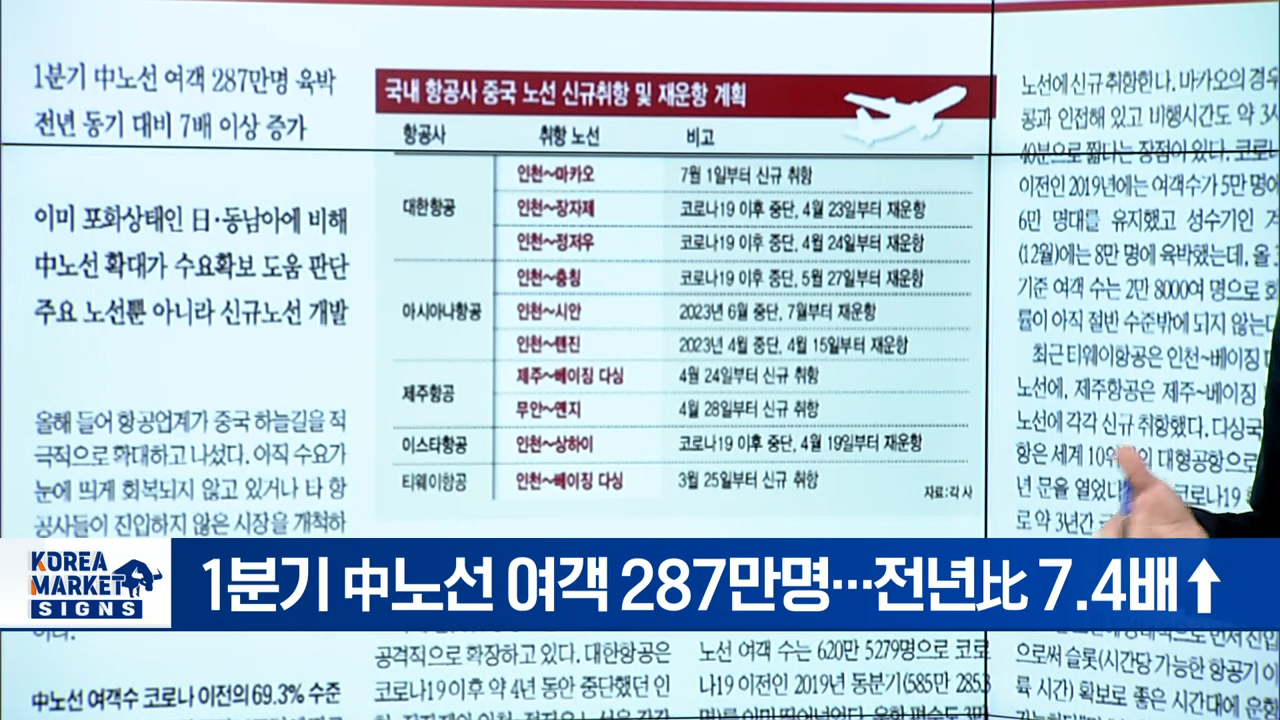 1분기 中노선 여객 287만명 육박
전년 동기 대비 7배 이상 증가
이미 포화상태인 日·동남아에 비해
中노선 확대가 수요확보 도움 판단
주요 노선뿐 아니라 신규노선 개발
올해 들어 항공업계가 중국 하늘길을 적
극적으로 확대하고 나섰다. 아직 수요가
눈에 띄게 회복되지 않고 있거나 타 항
공사들이 진입하지 않은 시장을 개척하
中노선 여객수 코로나 이전의 69.3% 수준
국내 항공사 중국 노선 신규취항 및 재운항 계획
항공사 취항 노선 비고
대한항공
인천~마카오 7월 1일부터 신규 취항
인천~장자제 코로나19 이후 중단, 4월 23일부터 재운항
인천~정저우 코로나19 이후 중단, 4월 24일부터 재운항
아시아나항공
인천~충칭 코로나19 이후 중단, 5월 27일부터 재운항
인천~시안 2023년 6월 중단, 7월부터 재운항
인천~톈진 2023년 4월 중단, 4월 15일부터 재운항
제주항공
제주~베이징 다싱 4월 24일부터 신규 취항
무안~옌지 4월 28일부터 신규 취항
이스타항공 인천~상하이 코로나19 이후 중단, 4월 19일부터 재운항
티웨이항공 인천~베이징 다싱 3월 25일부터 신규 취항
자료:각 사
공격적으로 확장하고 있다. 대한항공은
코로나19 이후 약 4년 동안 중단했던 인
노선 여객 수는 620만 5279명으로 코로
나19 이전인 2019년 동분기(585만 2853
노선에 신규 취항한다. 마카오의 경우
콩과 인접해 있고 비행시간도 약 3시
40분으로 짧다는 장점이 있다. 코로나
이전인 2019년에는 여객수가 5만 명에
6만 명대를 유지했고 성수기인 겨
(12월)에는 8만 명에 육박했는데, 올
기준 여객 수는 2만 8000여 명으로 회
률이 아직 절반 수준밖에 되지 않는다
최근 티웨이항공은 인천~베이징
노선에, 제주항공은 제주~베이징
노선에 각각 신규 취항했다. 다싱국
항은 세계 대형공항으로
년 문을 코로나19
로 약 3년간
으로써 슬롯(시간당 가능한 항공기 이
륙 시간) 확보로 좋은 시간대에 운항
KOREA
MARKET
SIGNS
1분기 中노선 여객 287만명…전년比 7.4배↑